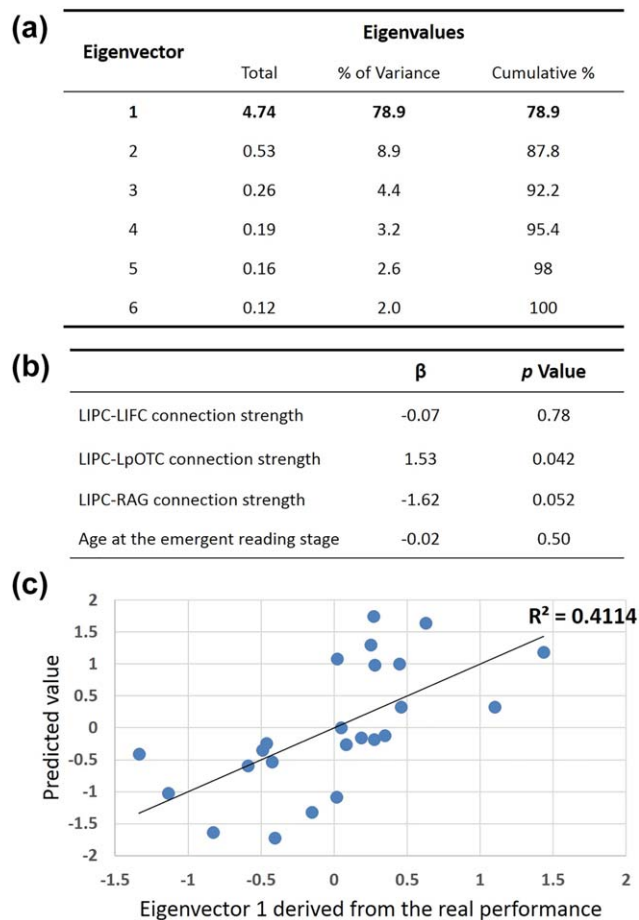 (a)
Eigenvector Eigenvalues
Total % of Variance Cumulative %
1 4.74 78.9 78.9
2 0.53 8.9 87.8
3 0.26 4.4 92.2
4 0.19 3.2 95.4
5 0.16 2.6 98
6 0.12 2.0 100
(b)
β p Value
LIPC-LIFC connection strength -0.07 0.78
LIPC-LpOTC connection strength 1.53 0.042
LIPC-RAG connection strength -1.62 0.052
Age at the emergent reading stage -0.02 0.50
(c)
R² = 0.4114
Predicted value
2
1.5
1
0.5
0
-0.5
-1
-1.5
-2
-1.5 -1 -0.5 0 0.5 1 1.5 2
Eigenvector 1 derived from the real performance